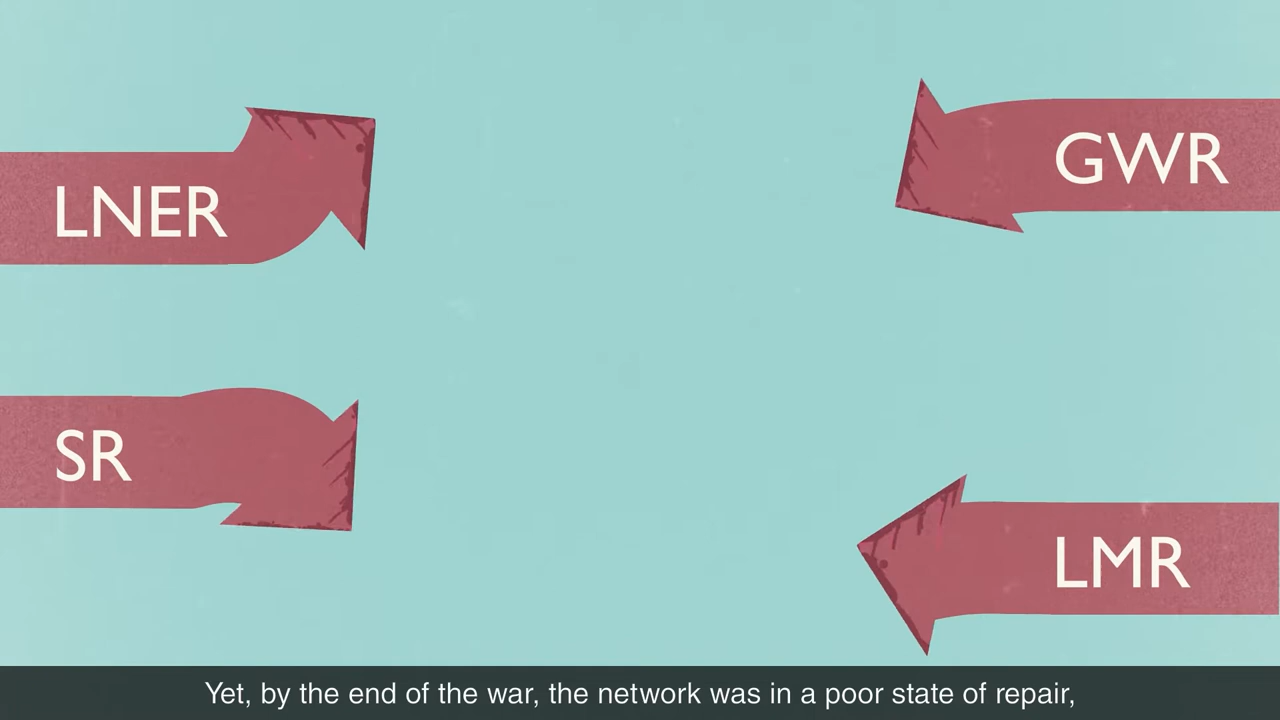 LNER
GWR
SR
LMR
Yet, by the end of the war, the network was in a poor state of repair,